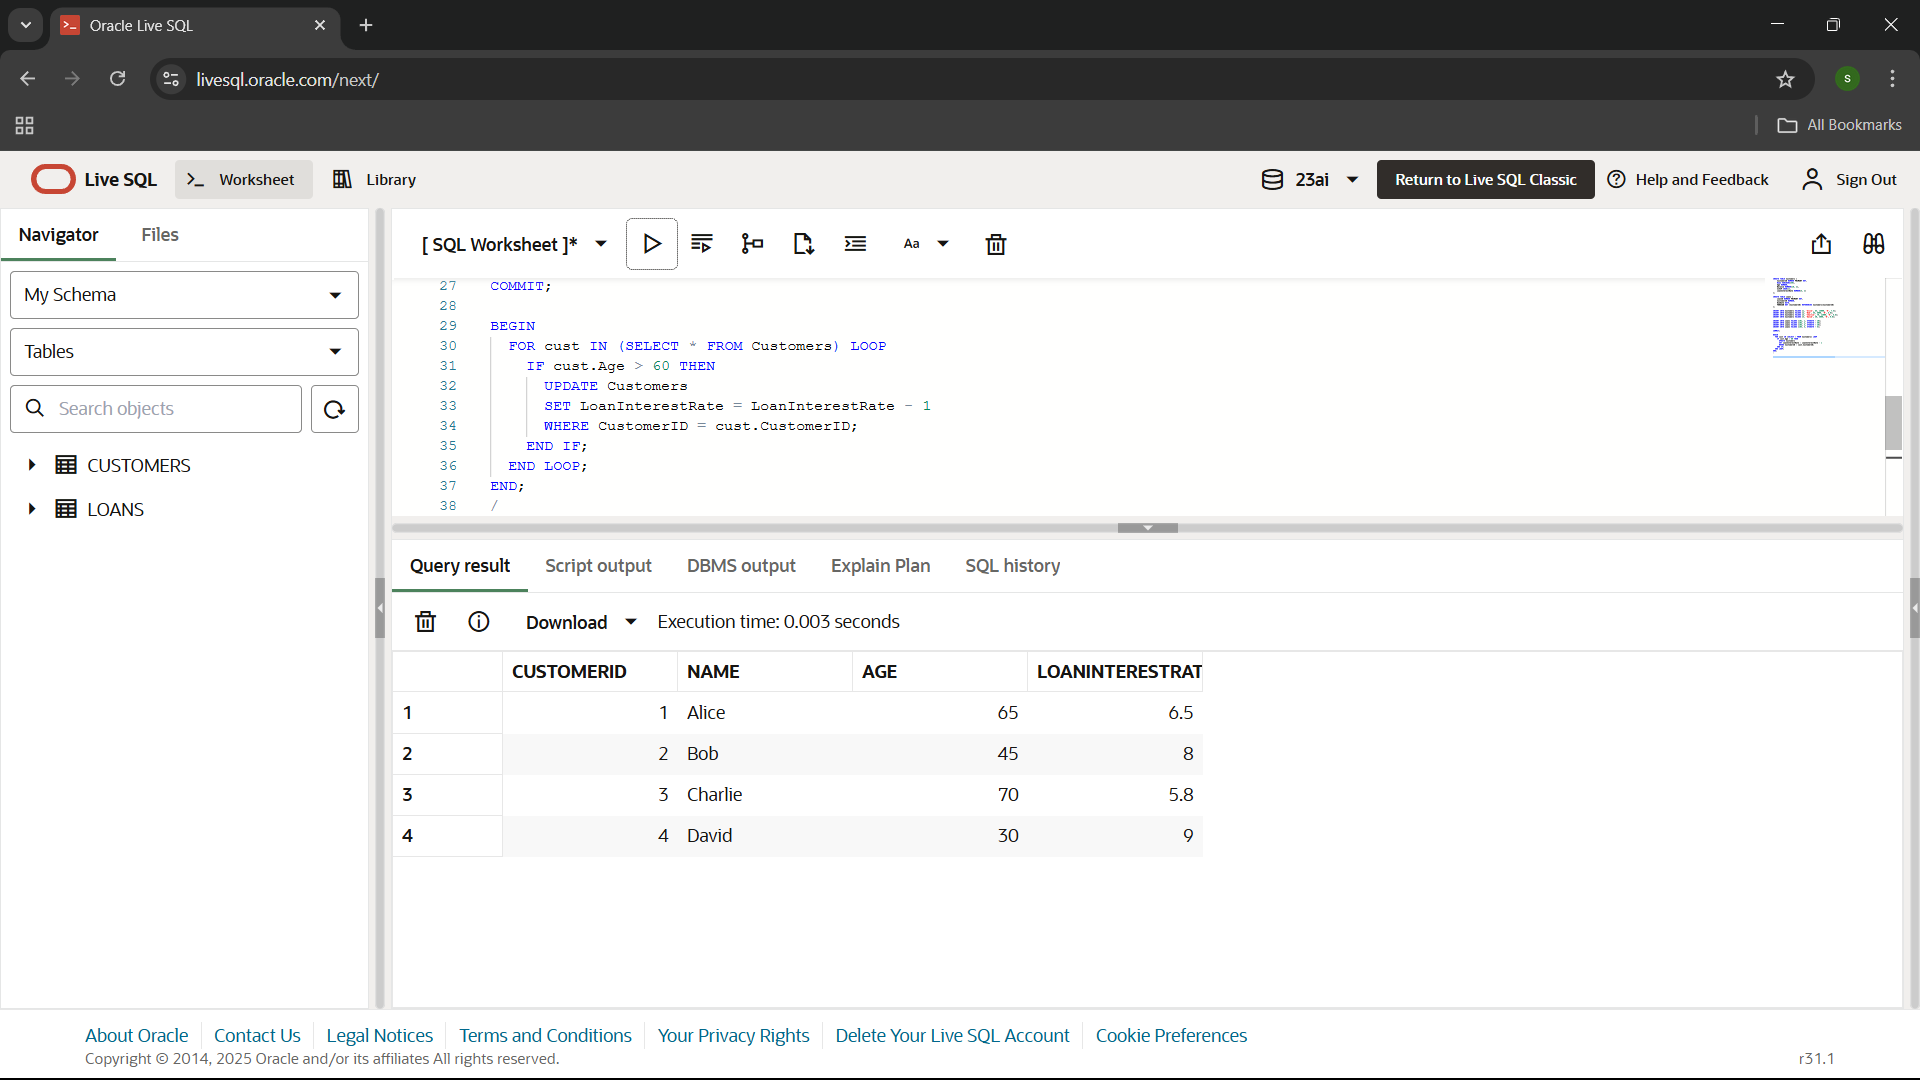 Oracle Live SQL
livesql.oracle.com/next/
S
All Bookmarks
Live SQL
Worksheet
Library
23ai
Return to Live SQL Classic
Help and Feedback
Sign Out
Navigator
Files
My Schema
Tables
Search objects
CUSTOMERS
LOANS
[ SQL Worksheet ]*
Aa
27 COMMIT;
28
29 BEGIN
30 FOR cust IN (SELECT * FROM Customers) LOOP
31 IF cust.Age > 60 THEN
32 UPDATE Customers
33 SET LoanInterestRate = LoanInterestRate - 1
34 WHERE CustomerID = cust.CustomerID;
35 END IF;
36 END LOOP;
37 END;
38 /
Query result
Script output
DBMS output
Explain Plan
SQL history
Download
Execution time: 0.003 seconds
CUSTOMERID NAME AGE LOANINTERESTRAT
1 1 Alice 65 6.5
2 2 Bob 45 8
3 3 Charlie 70 5.8
4 4 David 30 9
About Oracle
Contact Us
Legal Notices
Terms and Conditions
Your Privacy Rights
Delete Your Live SQL Account
Cookie Preferences
Copyright © 2014, 2025 Oracle and/or its affiliates All rights reserved.
r31.1